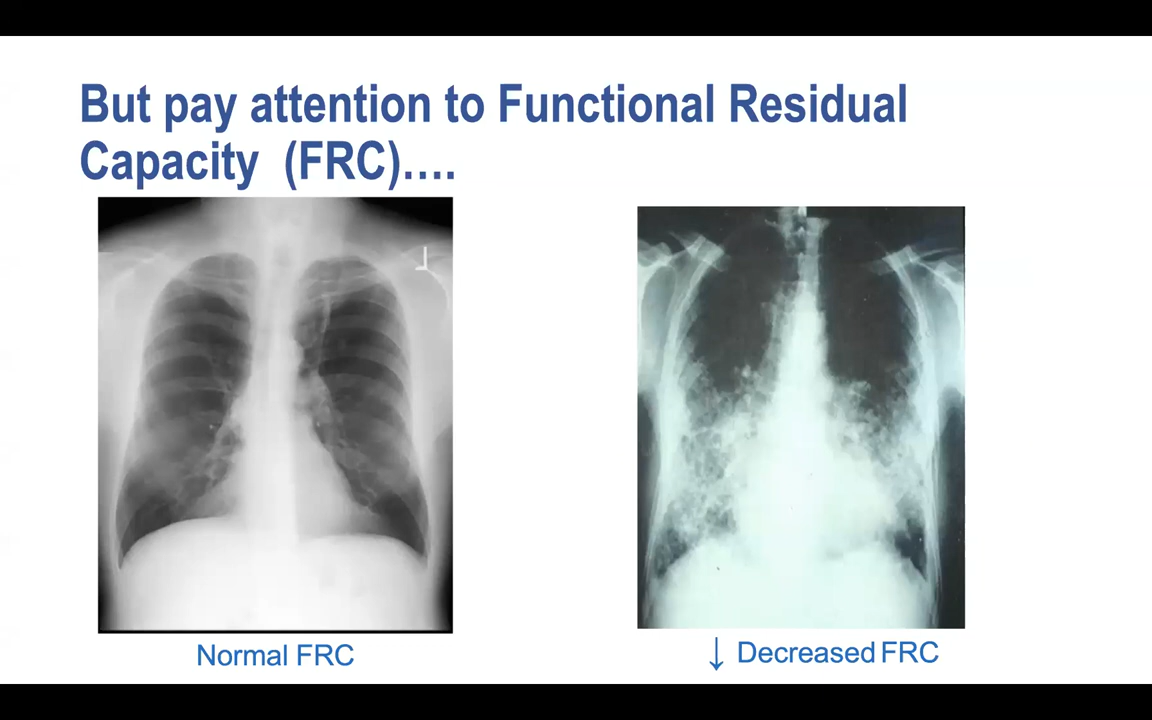 But pay attention to Functional Residual
Capacity (FRC)….
L
Normal FRC
↓ Decreased FRC